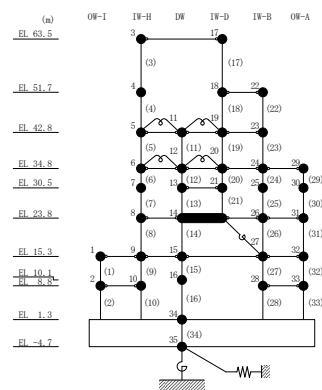 (m) OW-I IW-H DW IW-D IW-B OW-A
EL 63.5 3 17
(3) (17)
EL 51.7 4 18 22
(4) (18) (22)
11 19
EL 42.8 5 23
(5) (11) (19) (23)
12 20
EL 34.8 6 24 29
(6) (12) (20) (24) (29)
EL 30.5 7 13 21 25 30
(7) (13) (21) (25) (30)
EL 23.8 8 14 26 31
(8) (14) (26) (31)
27
EL 15.3 1 9 15 32
(1) (9) (15) (27) (32)
EL 10.1 16
EL 8.8 2 10 28 33
(2) (10) (16) (28) (33)
EL 1.3 34
(34)
EL -4.7 35